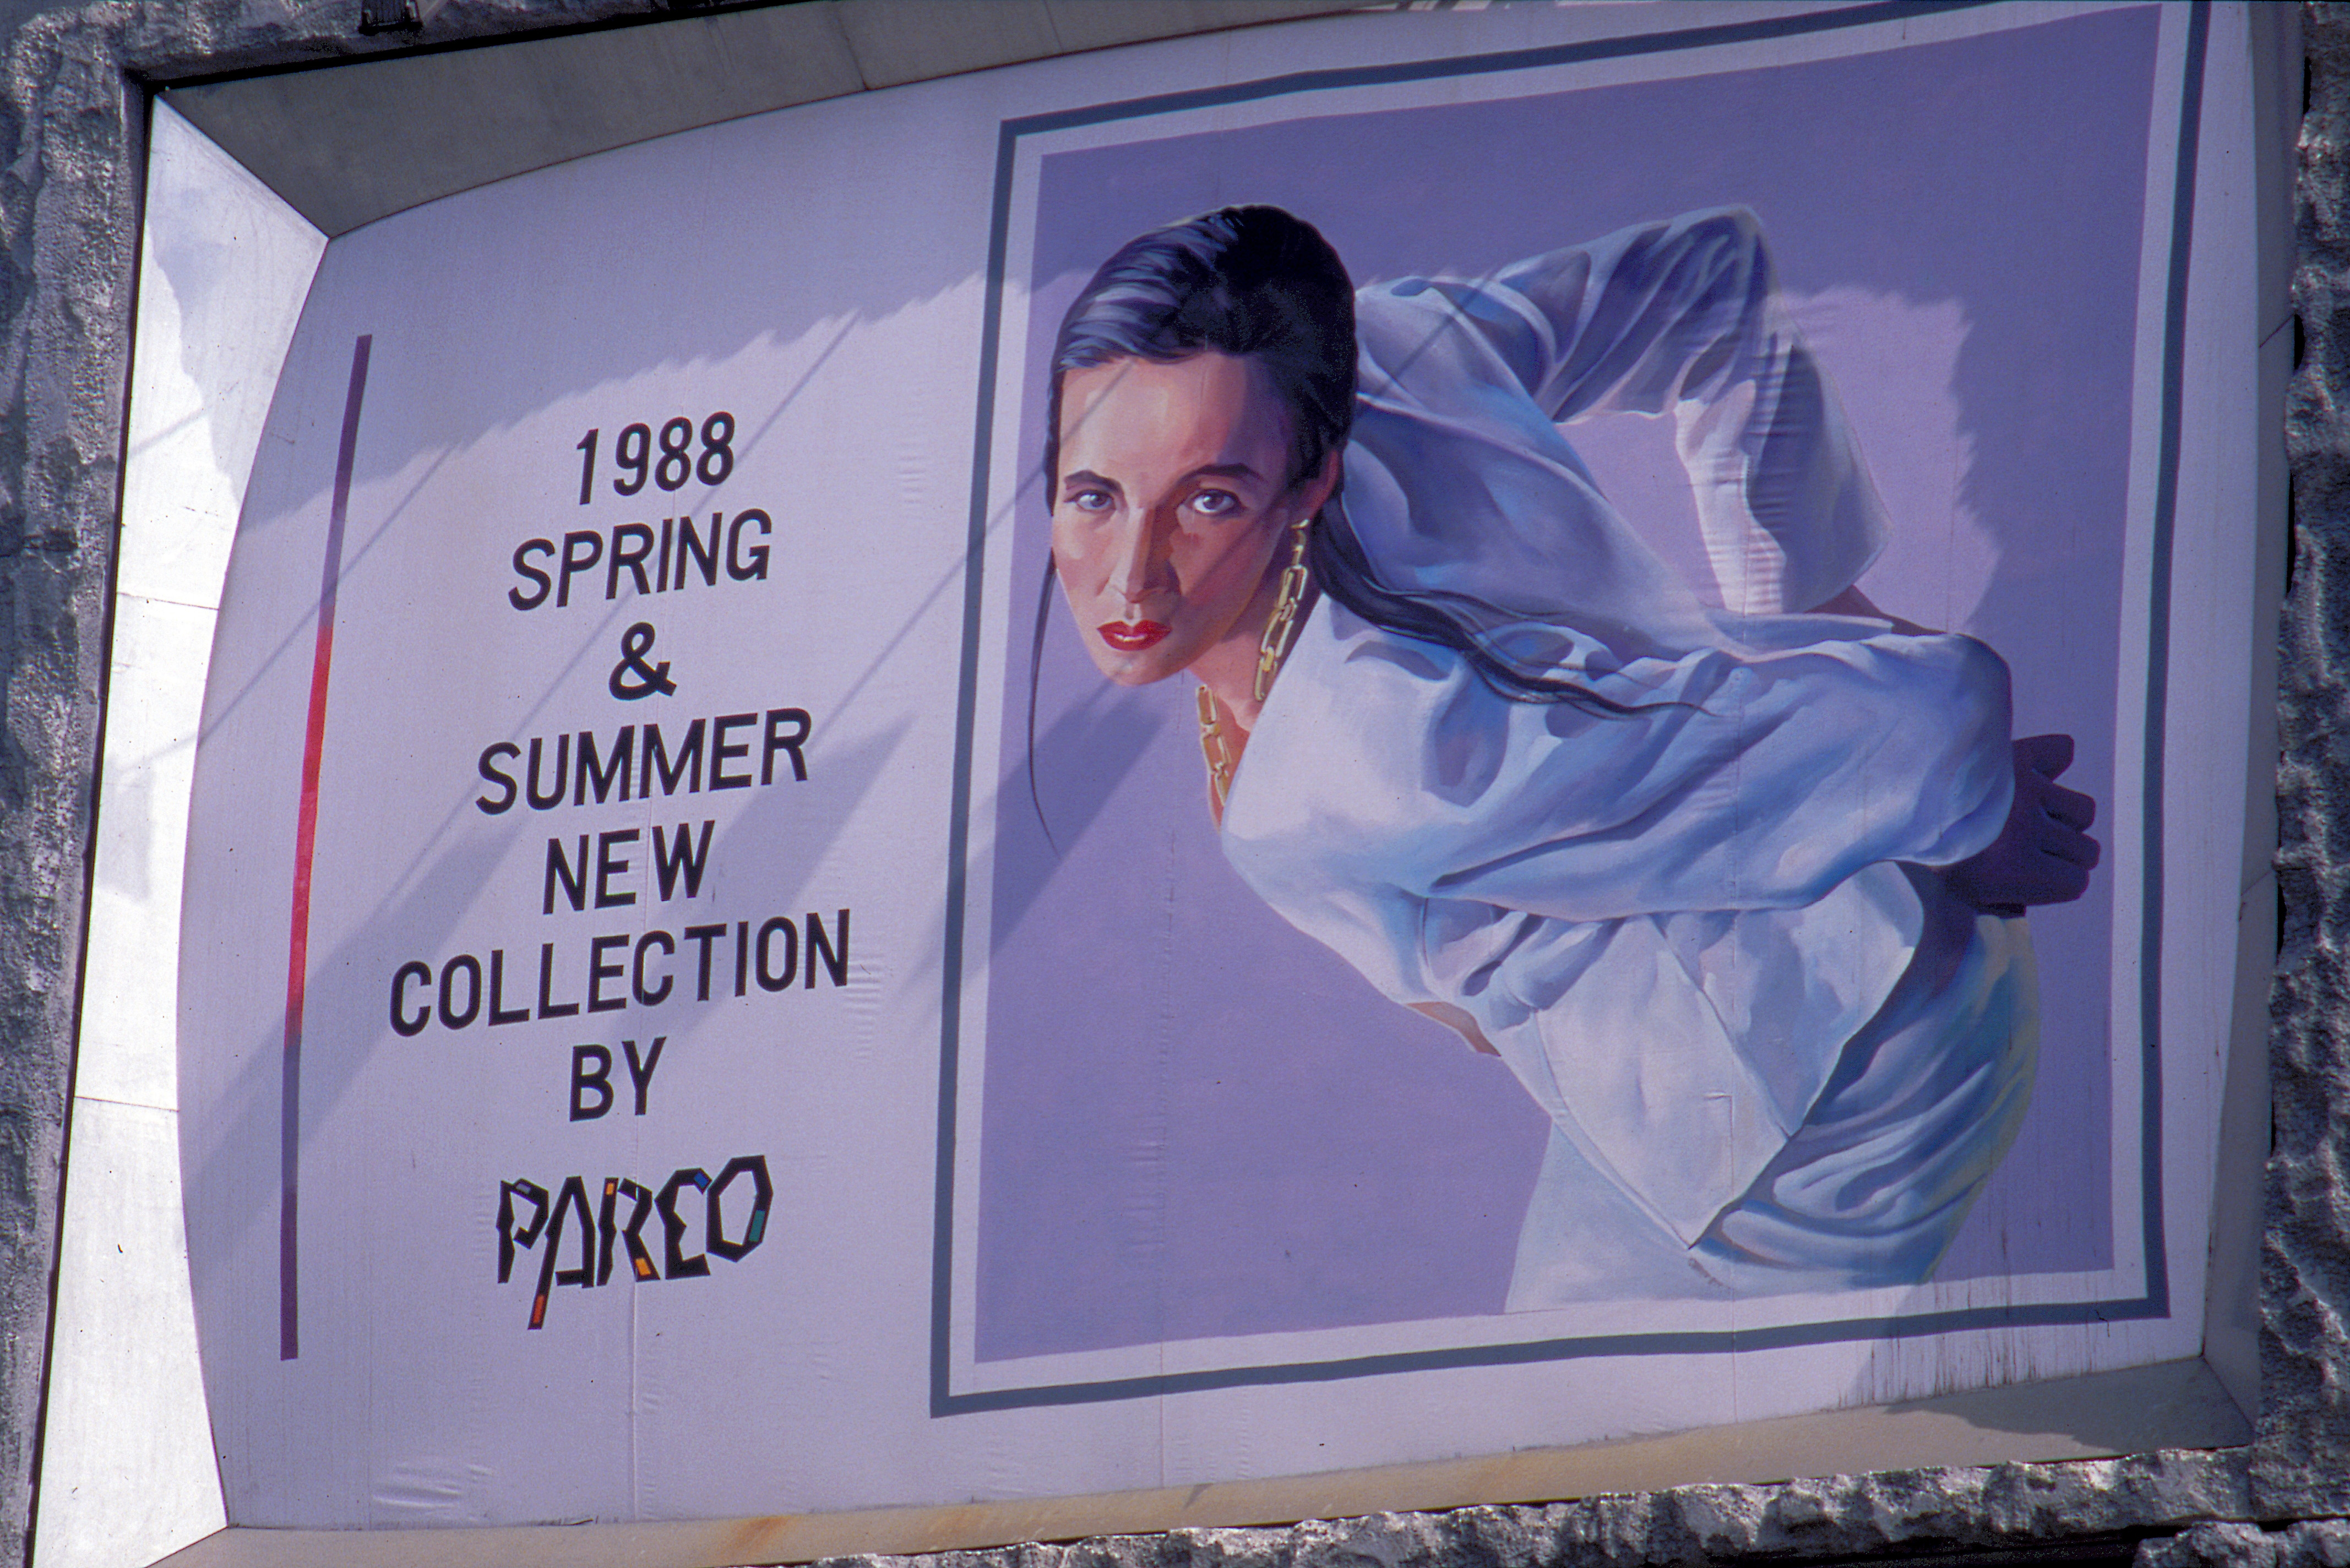 1988
SPRING
&
SUMMER
NEW
COLLECTION
BY
PARCO